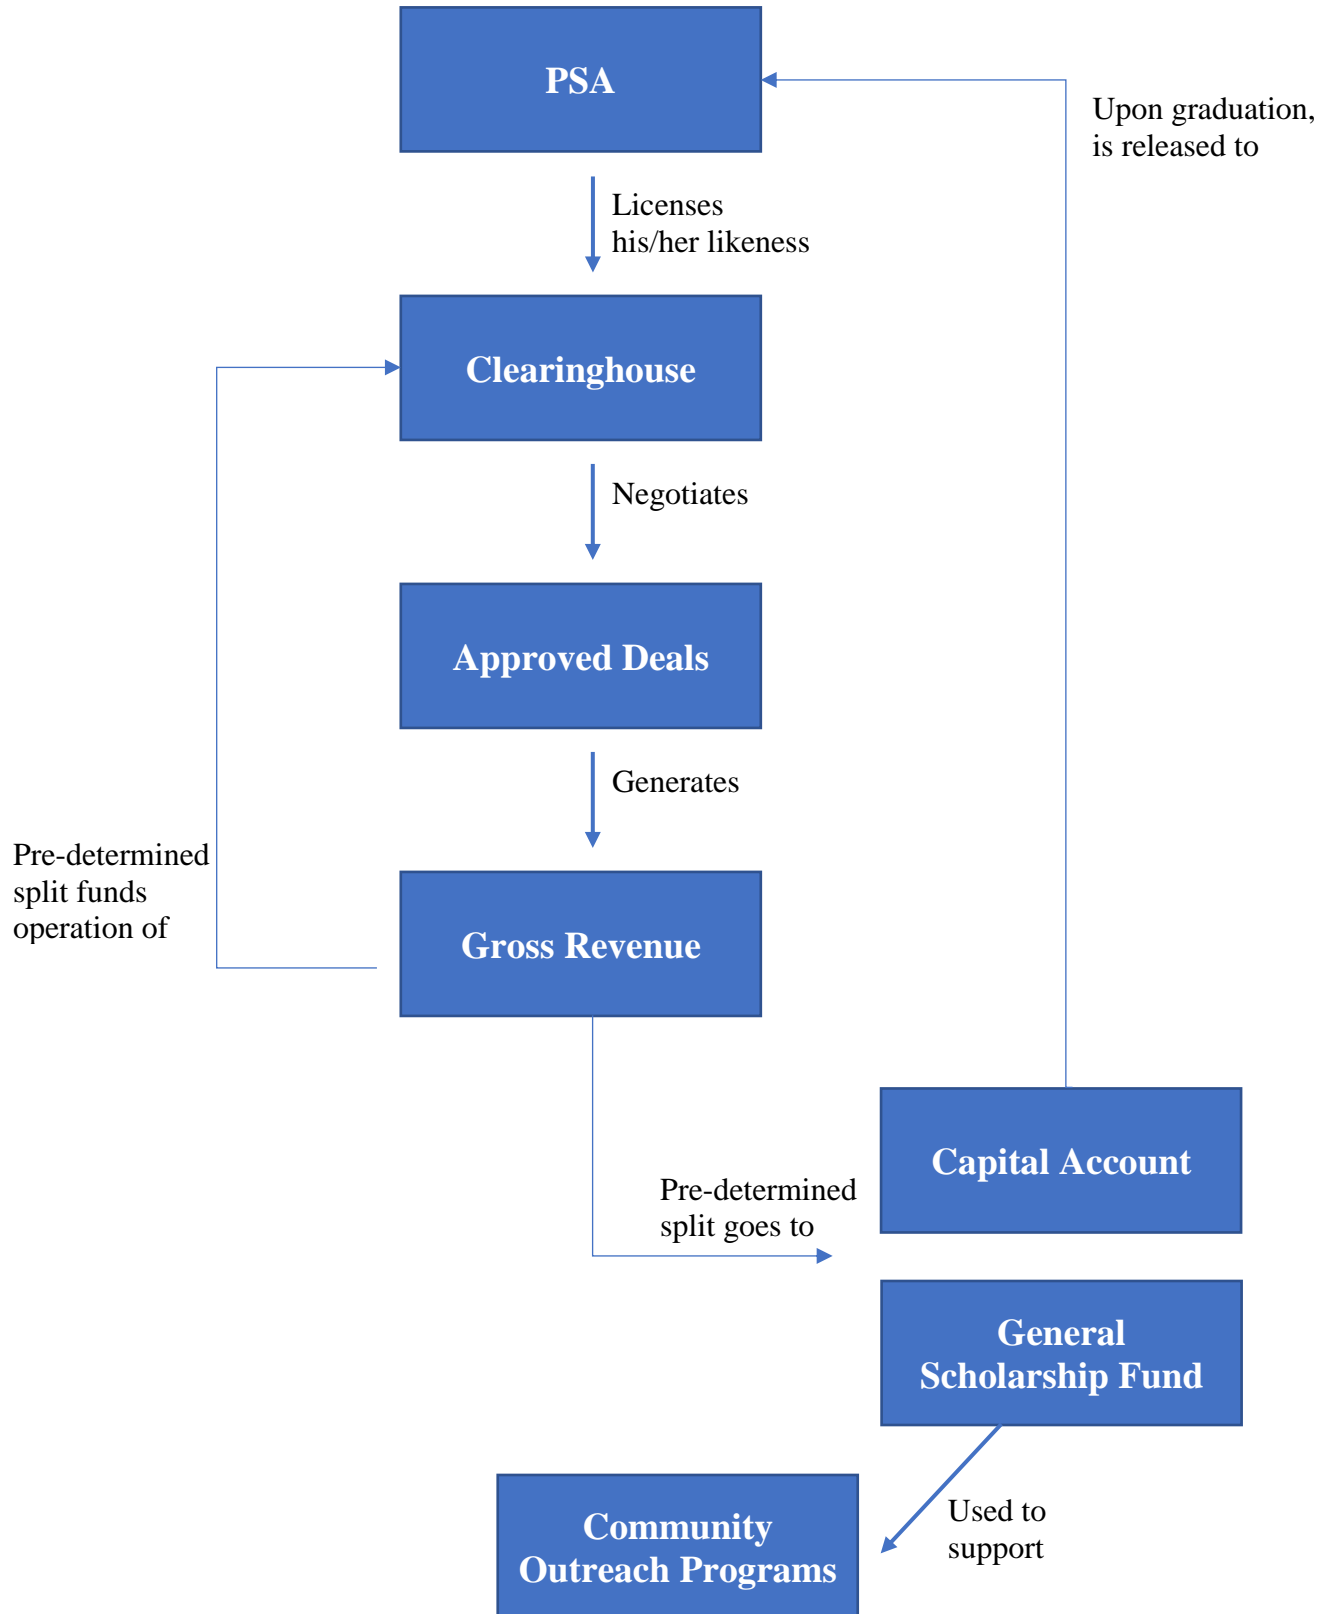 PSA
Upon graduation,
is released to
Licenses
his/her likeness
Clearinghouse
Negotiates
Approved Deals
Generates
Pre-determined
split funds
operation of
Gross Revenue
Capital Account
Pre-determined
split goes to
General
Scholarship Fund
Used to
support
Community
Outreach Programs